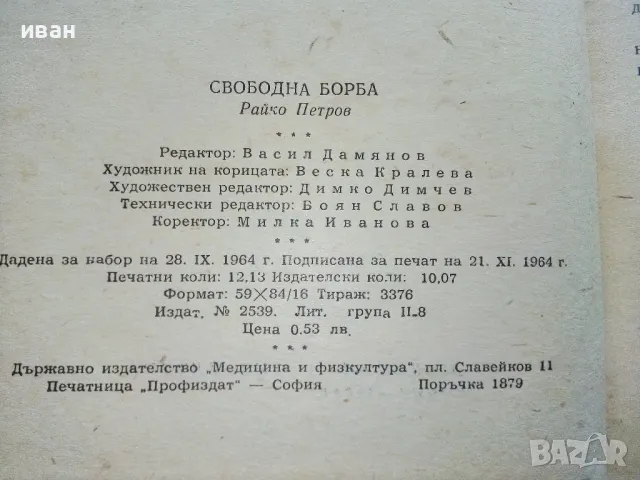 иван
СВОБОДНА БОРБА
Райко Петров
* * *
Редактор: Васил Дамянов
Художник на корицата: Веска Кралева
Художествен редактор: Димко Димчев
Технически редактор: Боян Славов
Коректор: Милка Иванова
* * *
Дадена за набор на 28. IX. 1964 г. Подписана за печат на 21. XI. 1964 г.
Печатни коли: 12,13 Издателски коли: 10,07
Формат: 59×84/16 Тираж: 3376
Издат. № 2539. Лит. група II-8
Цена 0.53 лв.
* * *
Държавно издателство „Медицина и физкултура", пл. Славейков 11
Печатница „Профиздат" — София Поръчка 1879
BAZAR
bg